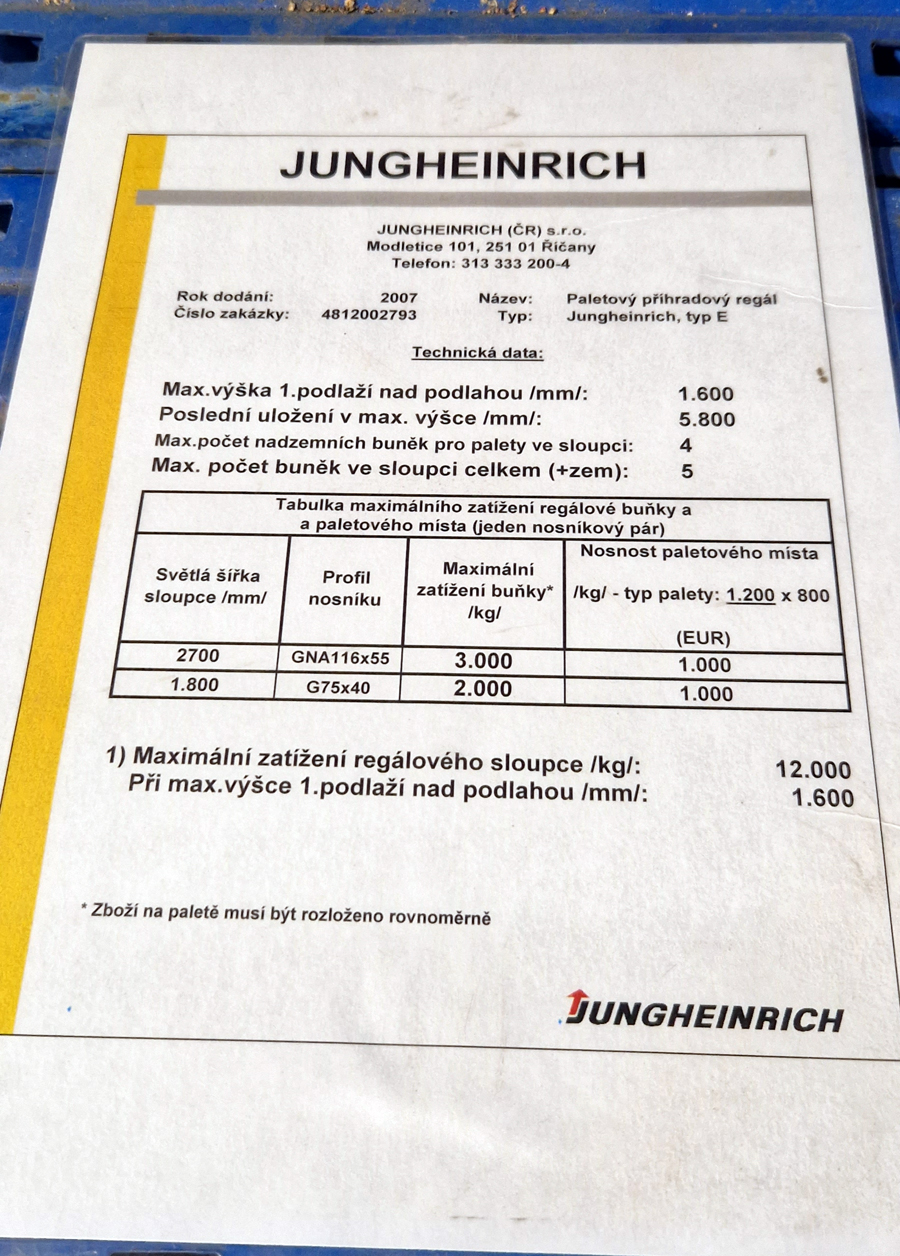 JUNGHEINRICH
JUNGHEINRICH (ČR) s.r.o.
Modletice 101, 251 01 Říčany
Telefon: 313 333 200-4
Rok dodání: 2007 Název: Paletový příhradový regál
Číslo zakázky: 4812002793 Typ: Jungheinrich, typ E
Technická data:
Max.výška 1.podlaží nad podlahou /mm/: 1.600
Poslední uložení v max. výšce /mm/: 5.800
Max.počet nadzemních buněk pro palety ve sloupci: 4
Max. počet buněk ve sloupci celkem (+zem): 5
Tabulka maximálního zatížení regálové buňky a
a paletového místa (jeden nosníkový pár)
Světlá šířka
sloupce /mm/
Profil
nosníku
Maximální
zatížení buňky*
/kg/
Nosnost paletového místa
/kg/ - typ palety: 1.200 x 800
(EUR)
2700 GNA116x55 3.000 1.000
1.800 G75x40 2.000 1.000
1) Maximální zatížení regálového sloupce /kg/: 12.000
Při max.výšce 1.podlaží nad podlahou /mm/: 1.600
* Zboží na paletě musí být rozloženo rovnoměrně
JUNGHEINRICH